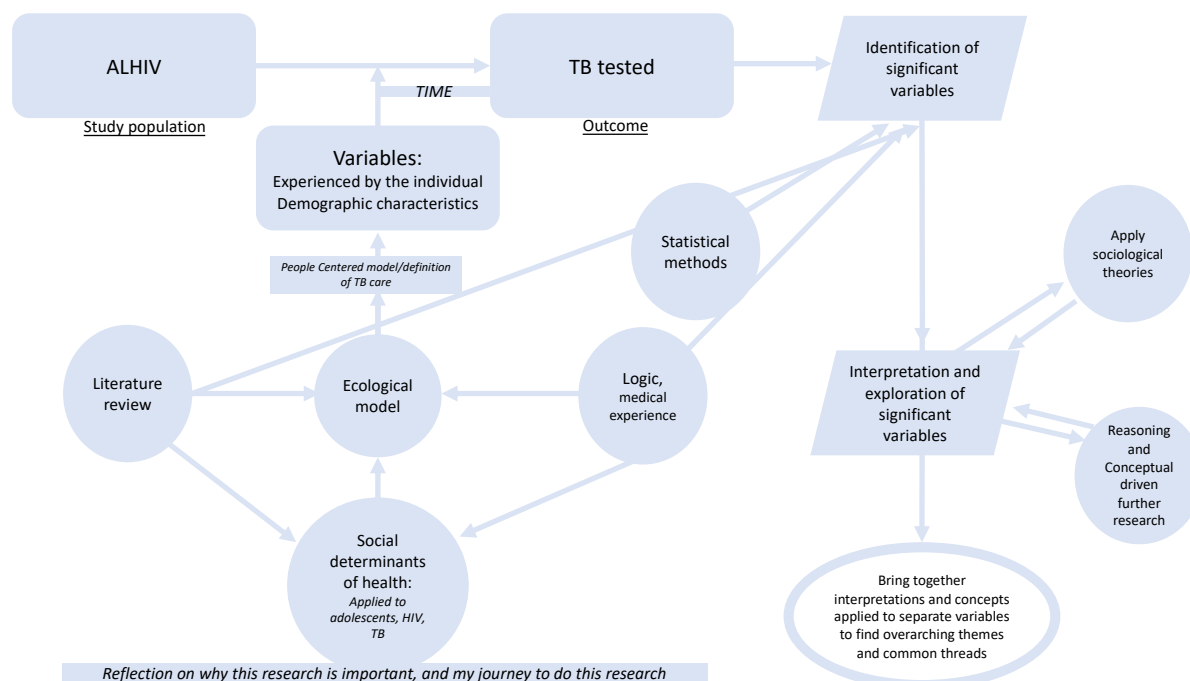 ALHIV
Study population
TIME
TB tested
Outcome
Identification of
significant
variables
Variables:
Experienced by the individual
Demographic characteristics
People Centered model/definition
of TB care
Statistical
methods
Apply
sociological
theories
Literature
review
Ecological
model
Logic,
medical
experience
Interpretation and
exploration of
significant
variables
Reasoning
and
Conceptual
driven
further
research
Social
determinants
of health:
Applied to
adolescents, HIV,
TB
Bring together
interpretations and concepts
applied to separate variables
to find overarching themes
and common threads
Reflection on why this research is important, and my journey to do this research